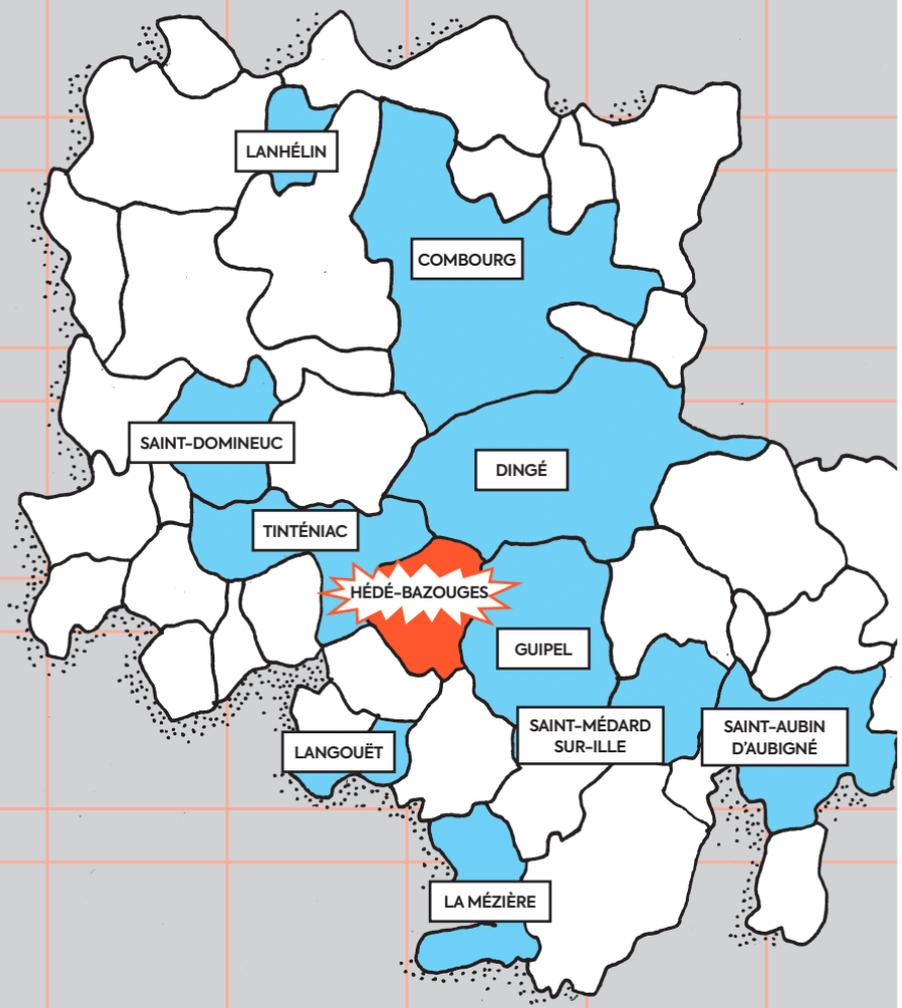 LANHÉLIN
COMBOURG
SAINT-DOMINEUC
DINGÉ
TINTÉNIAC
HÉDÉ-BAZOUGES
GUIPEL
SAINT-MÉDARD
SUR-ILLE
SAINT-AUBIN
D'AUBIGNÉ
LANGOUËT
LA MÉZIÈRE